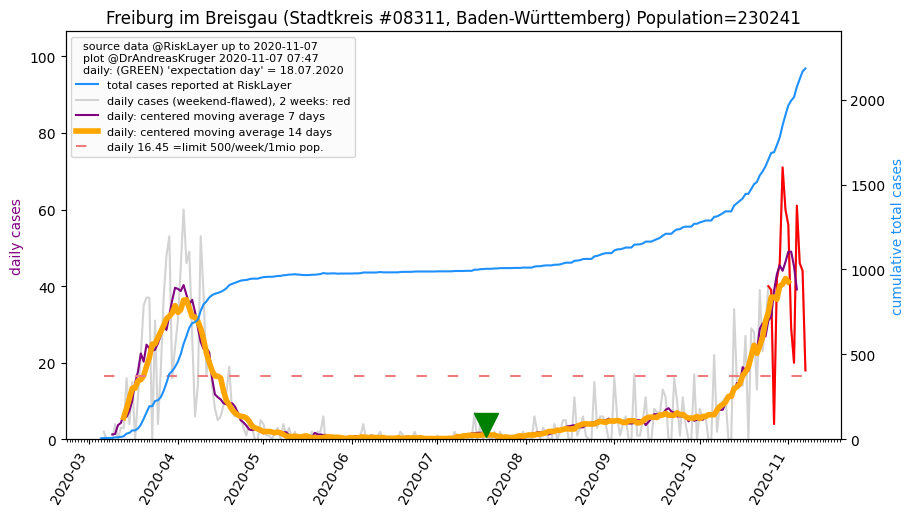 Freiburg im Breisgau (Stadtkreis #08311, Baden-Württemberg) Population=230241
source data @RiskLayer up to 2020-11-07
plot @DrAndreasKruger 2020-11-07 07:47
daily: (GREEN) 'expectation day' = 18.07.2020
total cases reported at RiskLayer
daily cases (weekend-flawed), 2 weeks: red
daily: centered moving average 7 days
daily: centered moving average 14 days
daily 16.45 =limit 500/week/1mio pop.
daily cases
100
80
60
40
20
0
cumulative total cases
2000
1500
1000
500
0
2020-03
2020-04
2020-05
2020-06
2020-07
2020-08
2020-09
2020-10
2020-11